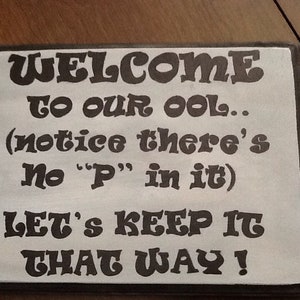 WELCOME
TO OUR OOL..
(notice there's
No "P" in it)
LET's KEEP IT
THAT WAY!